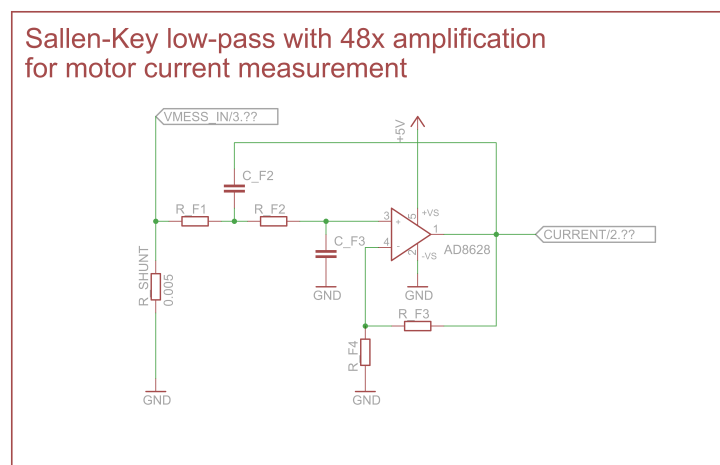 Sallen-Key low-pass with 48x amplification
for motor current measurement
VMESS_IN/3.??
+5V
C_F2
R_F1
R_F2
3
+
5
+VS
1
CURRENT/2.??
C_F3
4
-
2
-VS
AD8628
R_SHUNT
0.005
GND
GND
R_F3
R_F4
GND
GND